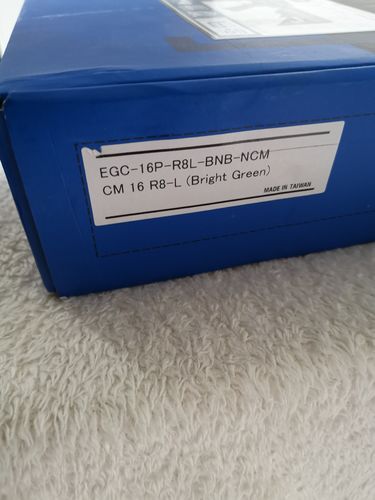 EGC-16P-R8L-BNB-NCM
CM 16 R8-L (Bright Green)
MADE IN TAIWAN